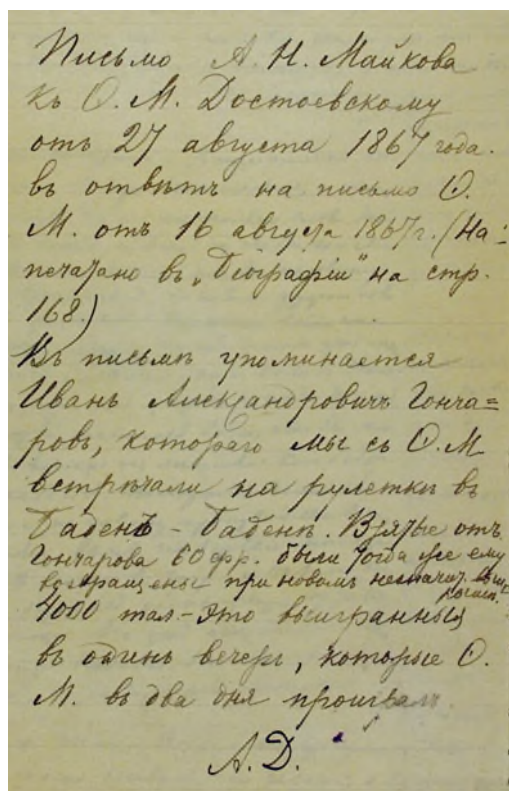 Письмо А. Н. Майкова
къ Ѳ. М. Достоевскому
отъ 27 августа 1867 года.
въ отвѣтъ на письмо Ѳ.
М. отъ 16 августа 1867 г. (На-
печатано въ „Біографіи" на стр.
168.)
Въ письмѣ упоминается
Иванъ Александровичъ Гонча=
ровъ, котораго мы съ Ѳ. М
встрѣчали на рулеткѣ въ
Баденъ - Баденѣ. Взятые отъ
Гончарова 60 фр. были тогда же ему
возвращены при новомъ незначит.
4000 тал. - это выигранныя
въ одинъ вечеръ, которые Ѳ.
М. въ два дня проигралъ.
А. Д.